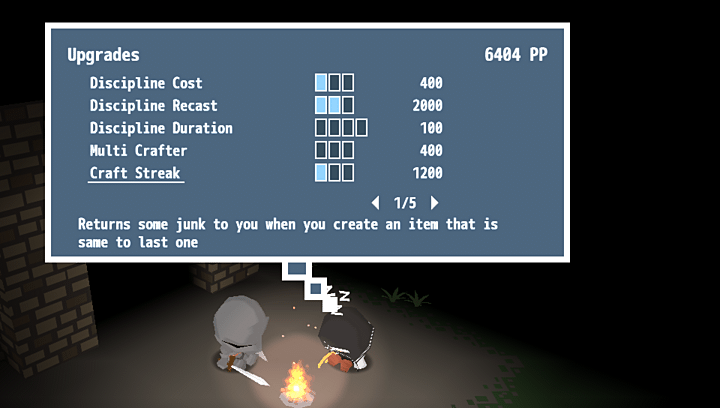 Upgrades 6404 PP
Discipline Cost 400
Discipline Recast 2000
Discipline Duration 100
Multi Crafter 400
Craft Streak 1200
1/5
Returns some junk to you when you create an item that is
same to last one
Z Z
Z